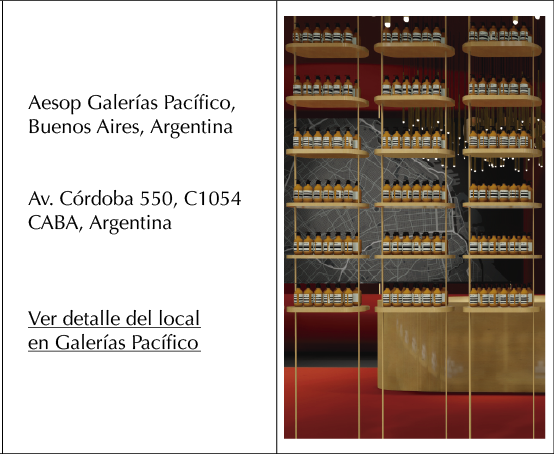 Aesop Galerías Pacífico,
Buenos Aires, Argentina
Av. Córdoba 550, C1054
CABA, Argentina
Ver detalle del local
en Galerías Pacífico